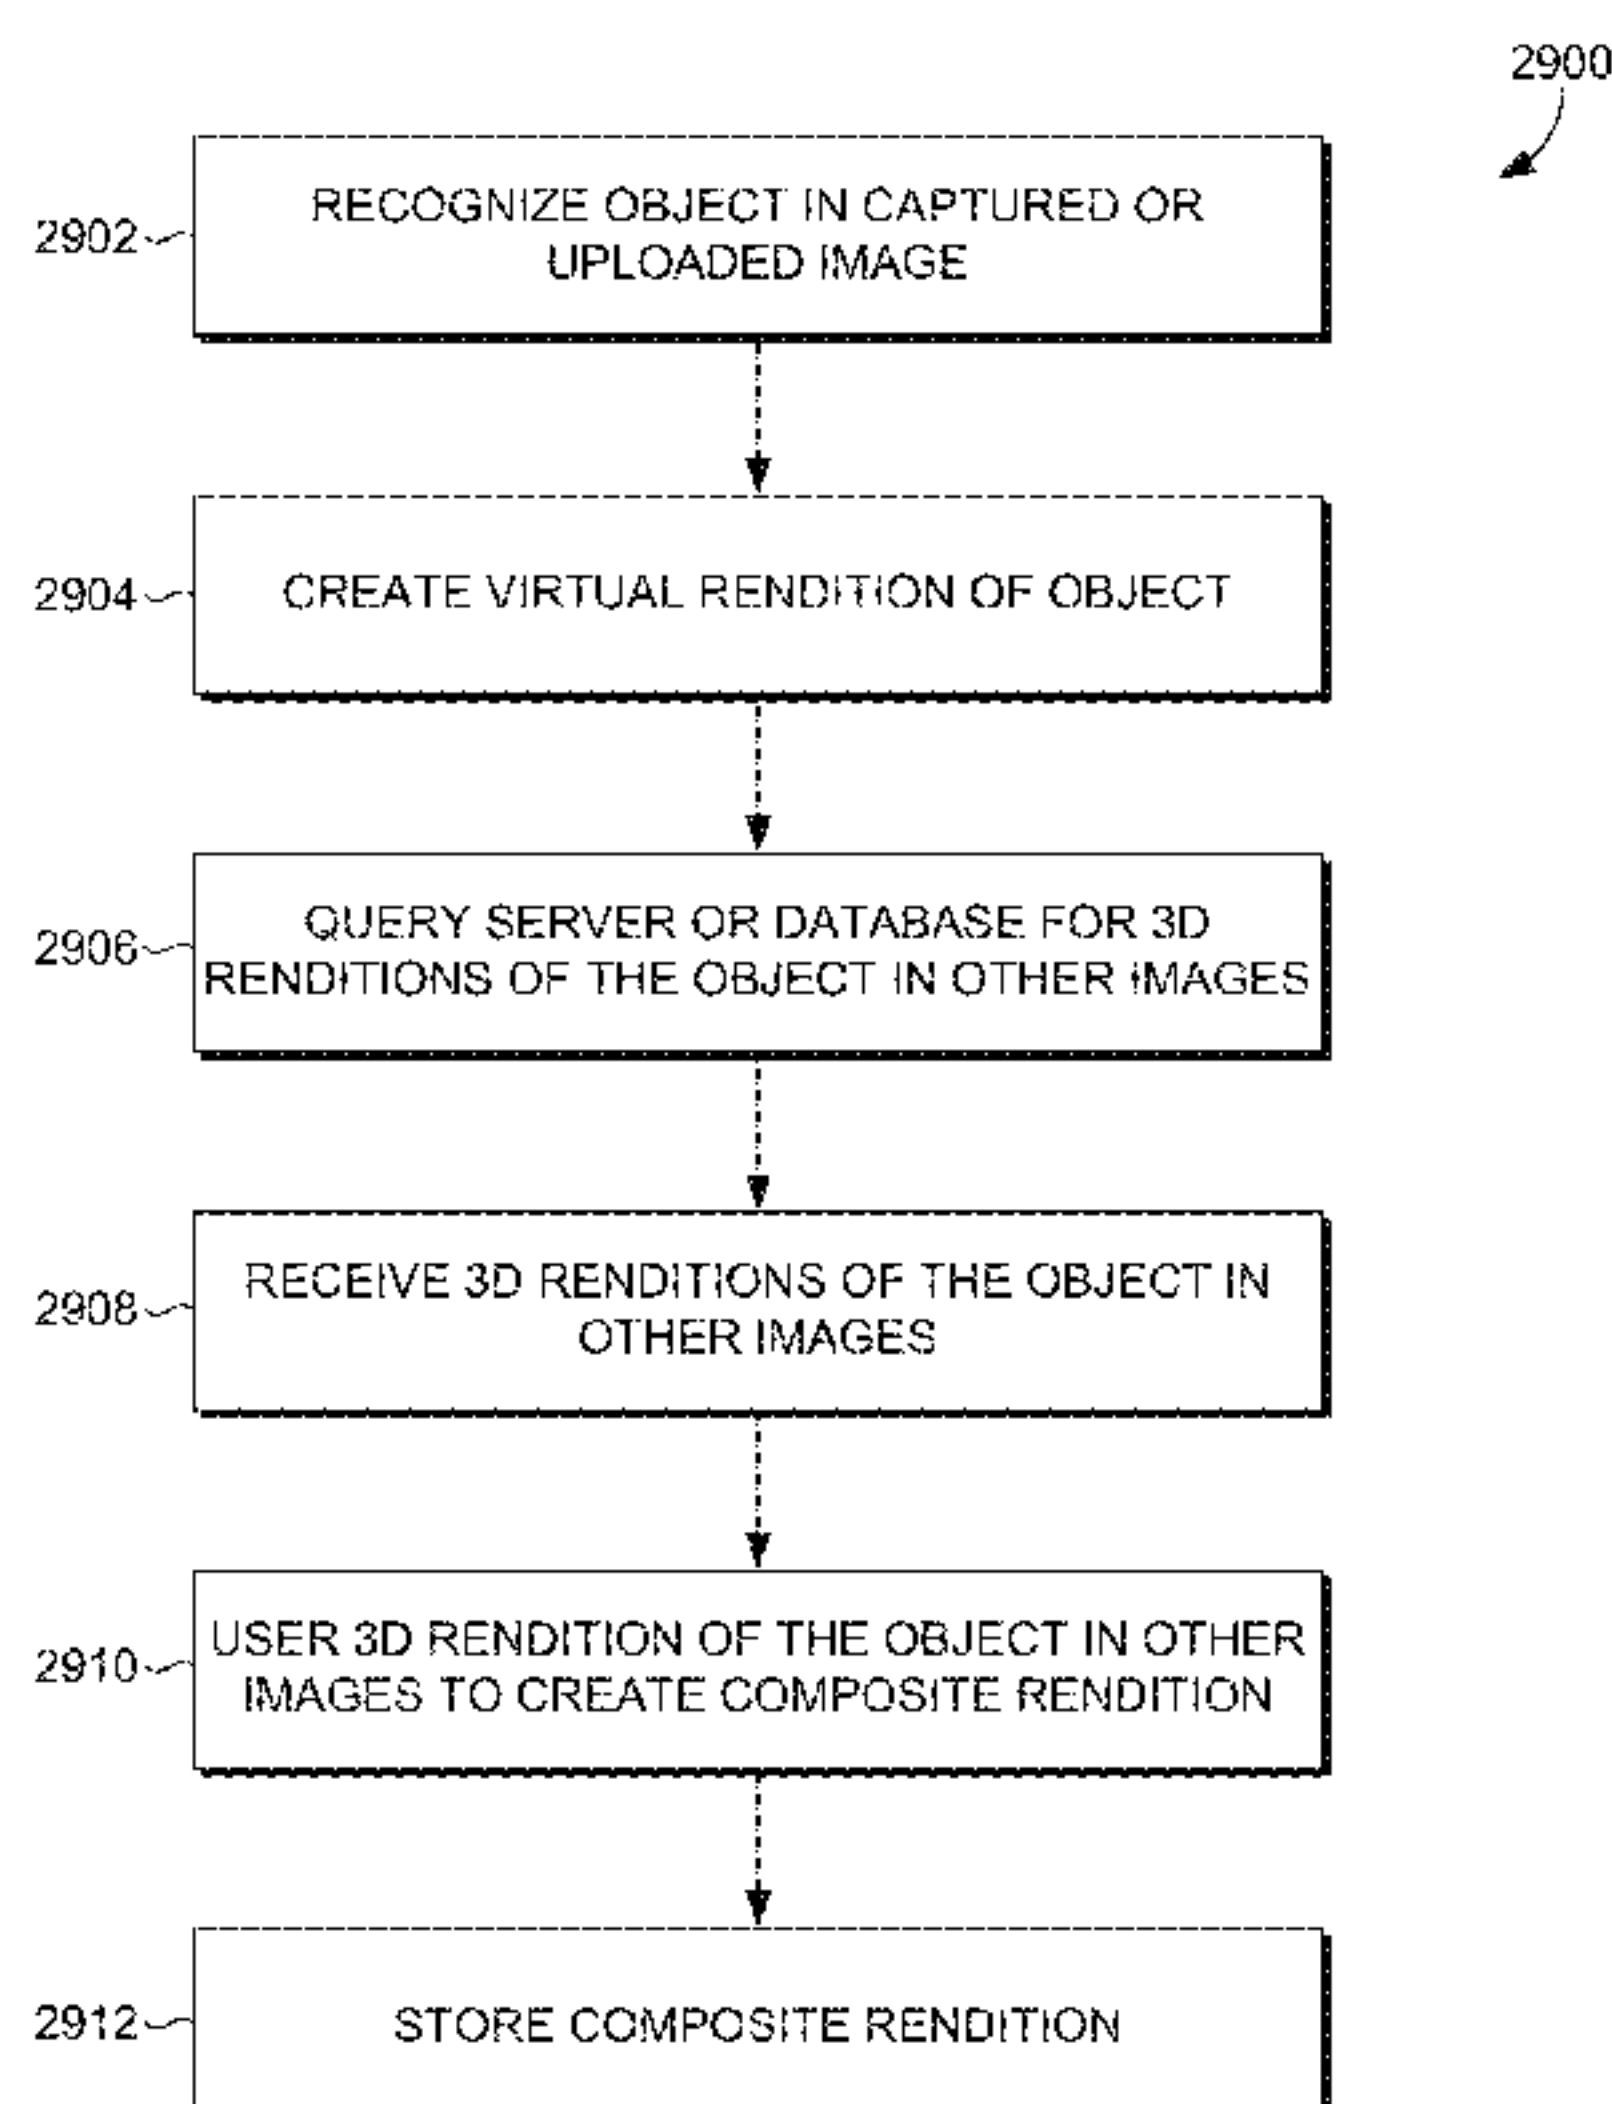 2900
2902
RECOGNIZE OBJECT IN CAPTURED OR
UPLOADED IMAGE
2904
CREATE VIRTUAL RENDITION OF OBJECT
2906
QUERY SERVER OR DATABASE FOR 3D
RENDITIONS OF THE OBJECT IN OTHER IMAGES
2908
RECEIVE 3D RENDITIONS OF THE OBJECT IN
OTHER IMAGES
2910
USER 3D RENDITION OF THE OBJECT IN OTHER
IMAGES TO CREATE COMPOSITE RENDITION
2912
STORE COMPOSITE RENDITION